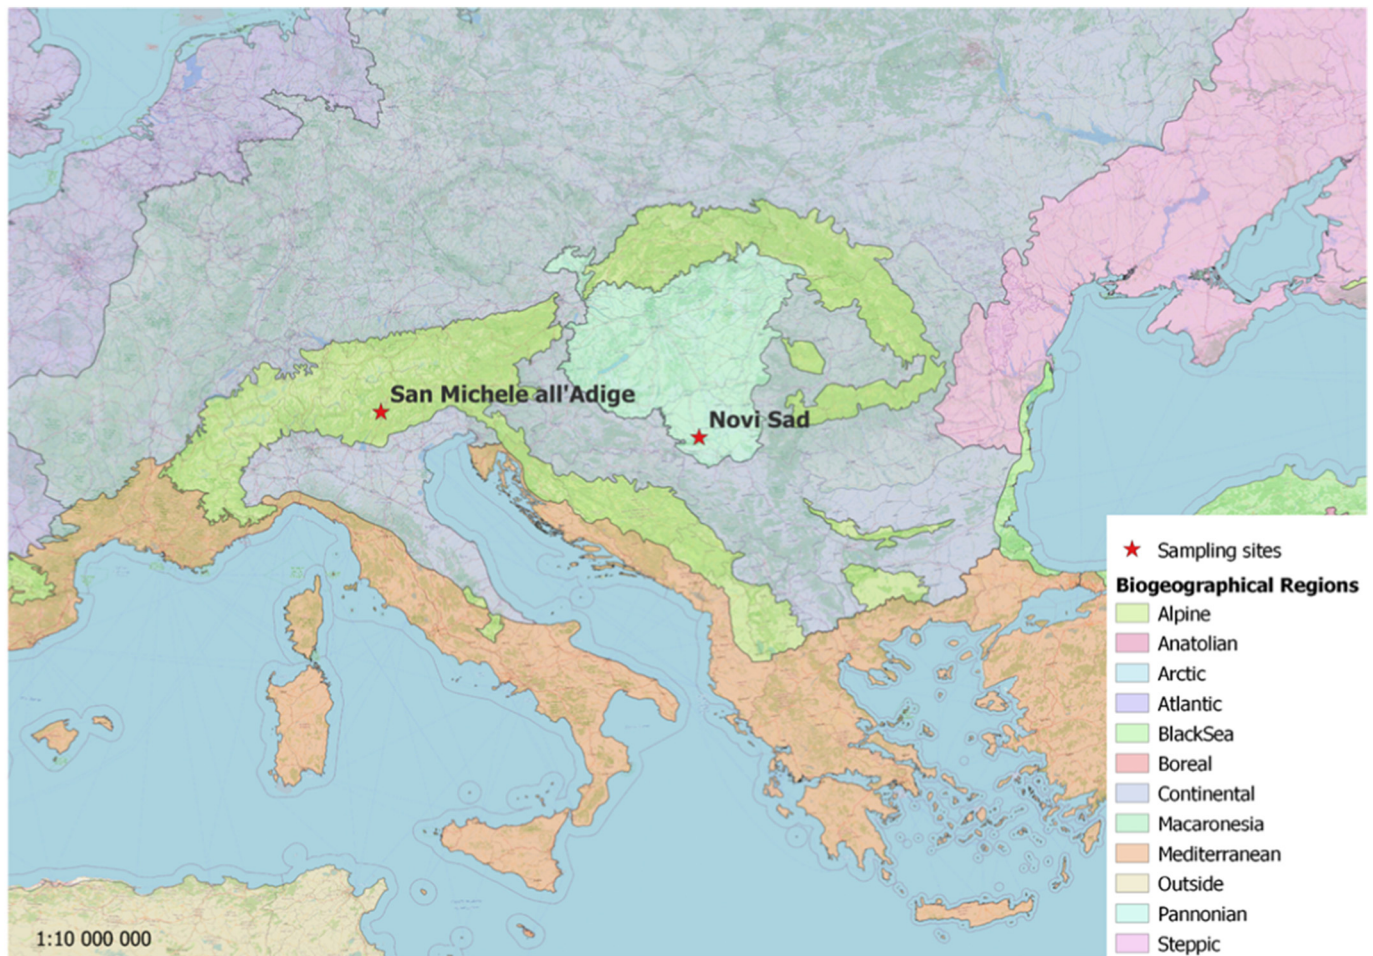 San Michele all'Adige
Novi Sad
Sampling sites
Biogeographical Regions
Alpine
Anatolian
Arctic
Atlantic
BlackSea
Boreal
Continental
Macaronesia
Mediterranean
Outside
Pannonian
Steppic
1:10 000 000